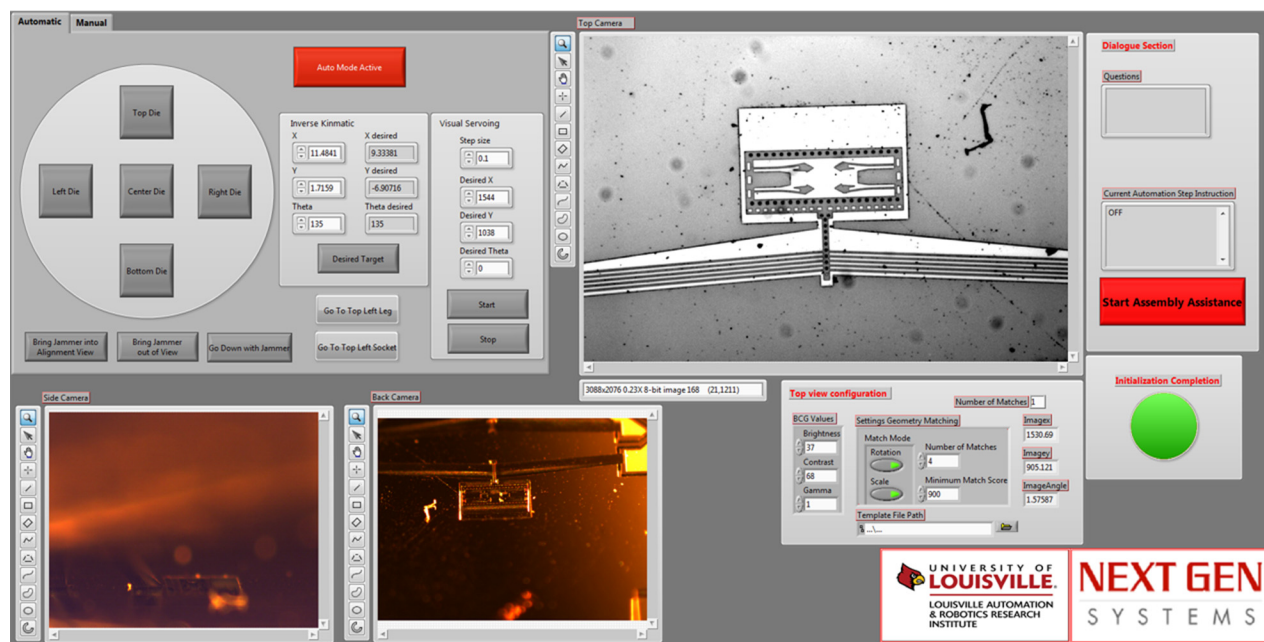 Automatic
Manual
Auto Mode Active
Top Die
Left Die
Center Die
Right Die
Bottom Die
Bring Jammer into
Alignment View
Bring Jammer
out of View
Go Down with Jammer
Inverse Kinmatic
X
X desired
11.4841
9.33381
Y
Y desired
1.7159
-6.90716
Theta
Theta desired
135
135
Desired Target
Go To Top Left Leg
Go To Top Left Socket
Visual Servoing
Step size
0.1
Desired X
1544
Desired Y
1038
Desired Theta
0
Start
Stop
Top Camera
3088x2076 0.23X 8-bit image 168 (21,1211)
Dialogue Section
Questions
Current Automation Step Instruction
OFF
Start Assembly Assistance
Initialization Completion
Side Camera
Back Camera
Top view configuration
Number of Matches 1
BCG Values
Brightness
37
Contrast
68
Gamma
1
Settings Geometry Matching
Match Mode
Rotation
Scale
Number of Matches
4
Minimum Match Score
900
Imagex
1530.69
Imagey
905.121
ImageAngle
1.57587
Template File Path
...\...
UNIVERSITY OF
LOUISVILLE.
LOUISVILLE AUTOMATION
& ROBOTICS RESEARCH
INSTITUTE
NEXT GEN
SYSTEMS